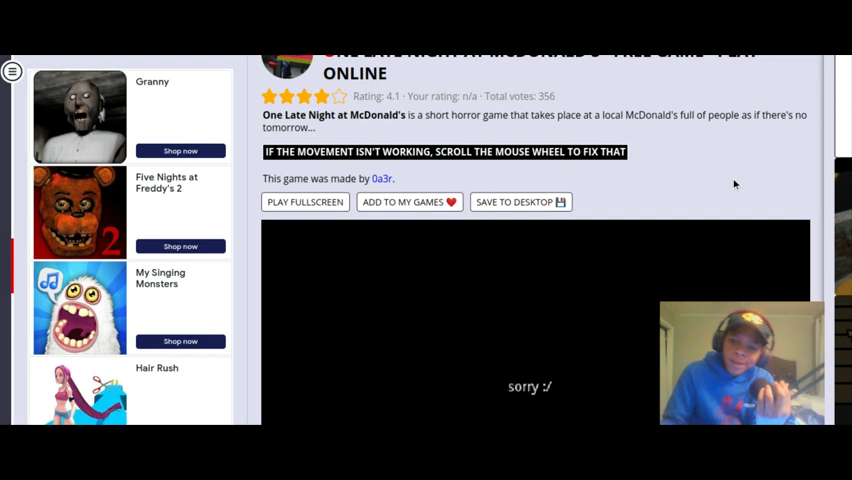 ONLINE
Rating: 4.1 · Your rating: n/a · Total votes: 356
One Late Night at McDonald's is a short horror game that takes place at a local McDonald's full of people as if there's no
tomorrow...
IF THE MOVEMENT ISN'T WORKING, SCROLL THE MOUSE WHEEL TO FIX THAT
This game was made by 0a3r.
PLAY FULLSCREEN
ADD TO MY GAMES
SAVE TO DESKTOP
sorry :/
Granny
Shop now
Five Nights at
Freddy's 2
2
Shop now
My Singing
Monsters
Shop now
Hair Rush